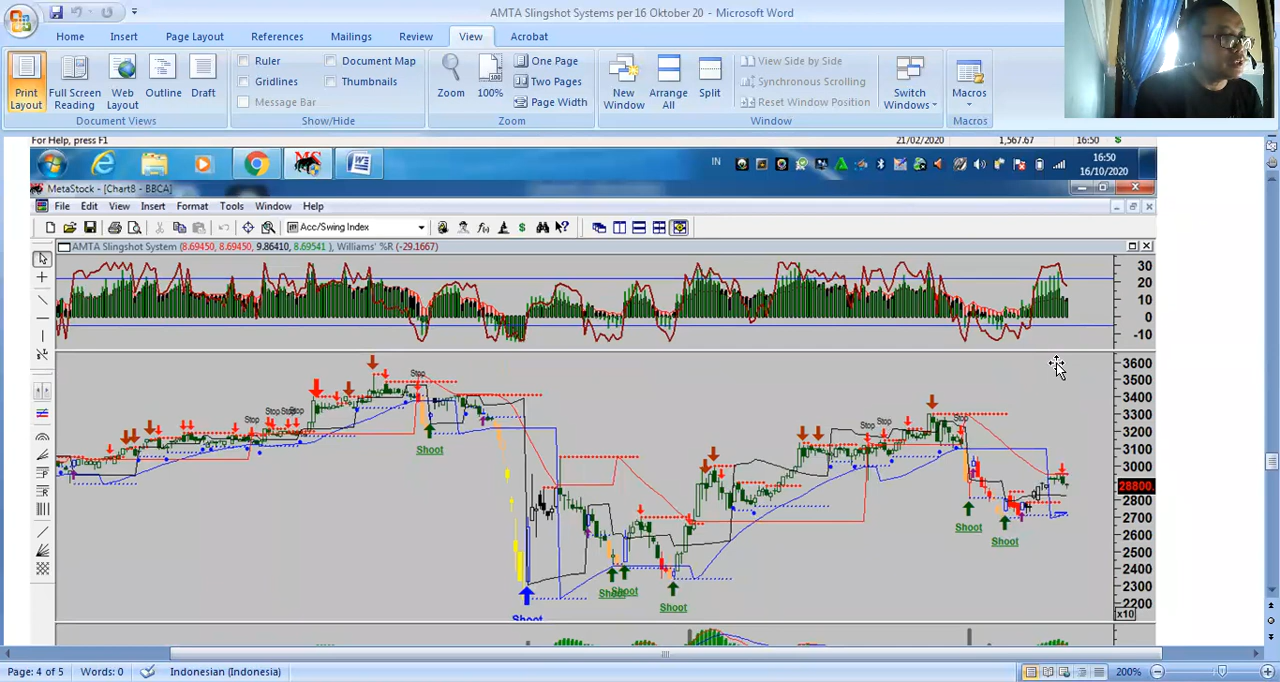 AMTA Slingshot Systems per 16 Oktober 20 - Microsoft Word
Home Insert Page Layout References Mailings Review View Acrobat
Print Layout
Full Screen Reading
Web Layout
Outline
Draft
Document Views
Ruler
Gridlines
Message Bar
Document Map
Thumbnails
Show/Hide
Zoom
100%
One Page
Two Pages
Page Width
Zoom
New Window
Arrange All
Split
View Side by Side
Synchronous Scrolling
Reset Window Position
Window
Switch Windows
Macros
Macros
For Help, press F1
21/02/2020 1,567.67 16:50 $
IN
16:50
16/10/2020
MetaStock - [Chart8 - BBCA]
File Edit View Insert Format Tools Window Help
Acc/Swing Index
AMTA Slingshot System (8.69450, 8.69450, 9.86410, 8.69541 ), Williams' %R (-29.1667)
30
20
10
0
-10
3600
3500
3400
3300
3200
3100
3000
28800.
2800
2700
2600
2500
2400
2300
2200
x10
Stop
Stop
Stop
Stop
Stop
Stop
Shoot
Shoot
Shoot
Shoot
Shoot
Shoot
Shoot
Page: 4 of 5 Words: 0 Indonesian (Indonesia) 200%